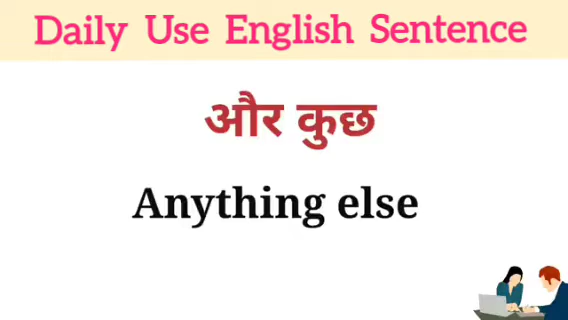 Daily Use English Sentence
और कुछ
Anything else